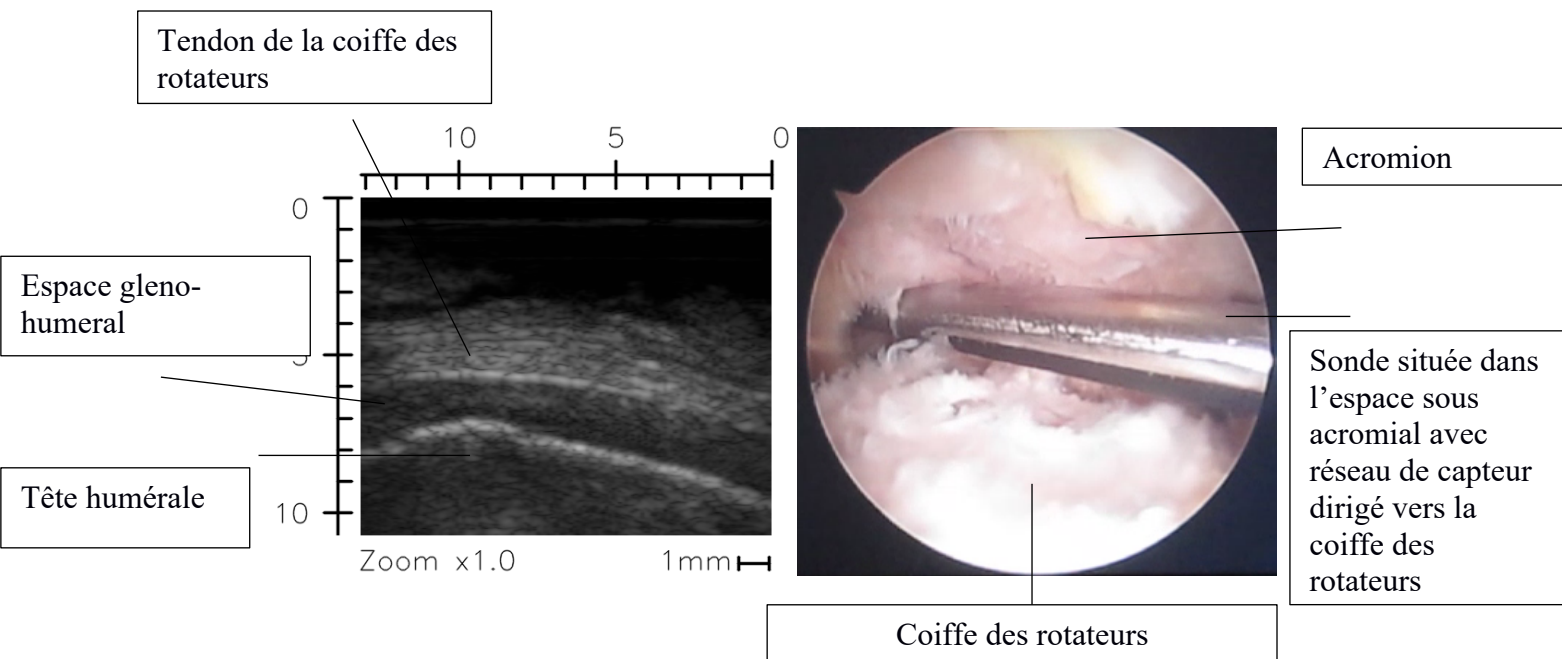 Tendon de la coiffe des
rotateurs
10 5 0
0
Espace gleno-
humeral
5
Tête humérale
10
Zoom x1.0 1mm
Acromion
Sonde située dans
l’espace sous
acromial avec
réseau de capteur
dirigé vers la
coiffe des
rotateurs
Coiffe des rotateurs